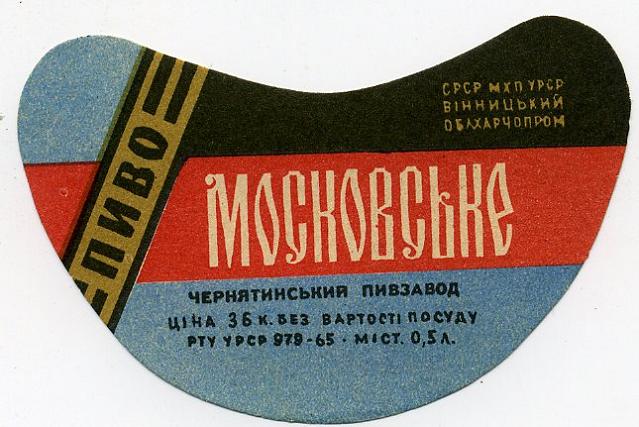 ПИВО
СРСР МХП УРСР
ВІННИЦЬКИЙ
ОБЛХАРЧОПРОМ
МОСКОВСЬКЕ
ЧЕРНЯТИНСЬКИЙ ПИВЗАВОД
ЦІНА 36 К. БЕЗ ВАРТОСТІ ПОСУДУ
РТУ УРСР 979-65 · МІСТ. 0,5 Л.